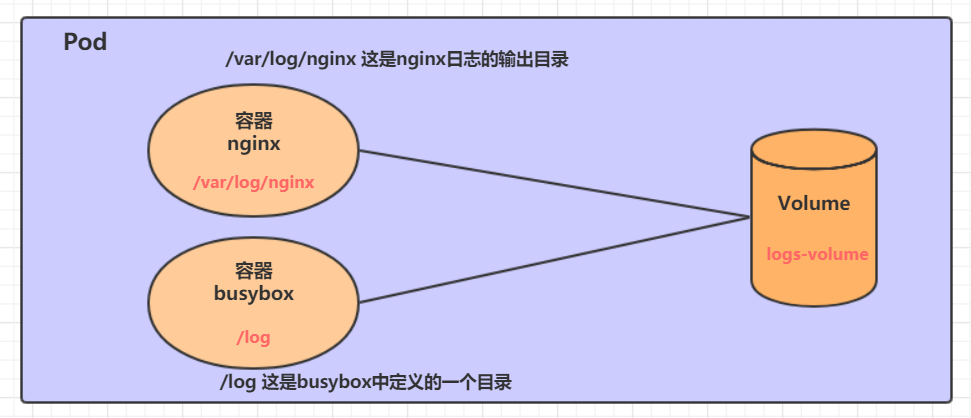 Pod
/var/log/nginx 这是nginx日志的输出目录
容器
nginx
/var/log/nginx
Volume
logs-volume
容器
busybox
/log
/log 这是busybox中定义的一个目录